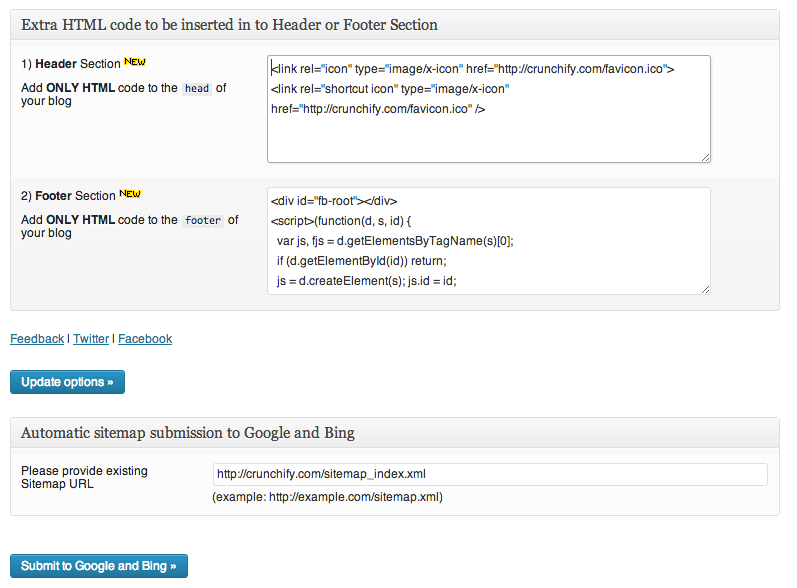 Extra HTML code to be inserted in to Header or Footer Section
1) Header Section NEW
Add ONLY HTML code to the head of
your blog
<link rel="icon" type="image/x-icon" href="http://crunchify.com/favicon.ico">
<link rel="shortcut icon" type="image/x-icon"
href="http://crunchify.com/favicon.ico" />
2) Footer Section NEW
Add ONLY HTML code to the footer of
your blog
<div id="fb-root"></div>
<script>(function(d, s, id) {
  var js, fjs = d.getElementsByTagName(s)[0];
  if (d.getElementById(id)) return;
  js = d.createElement(s); js.id = id;
Feedback | Twitter | Facebook
Update options »
Automatic sitemap submission to Google and Bing
Please provide existing
Sitemap URL
http://crunchify.com/sitemap_index.xml
(example: http://example.com/sitemap.xml)
Submit to Google and Bing »